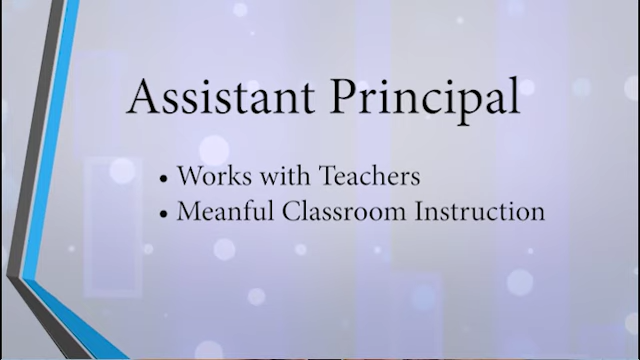 Assistant Principal
• Works with Teachers
• Meanful Classroom Instruction